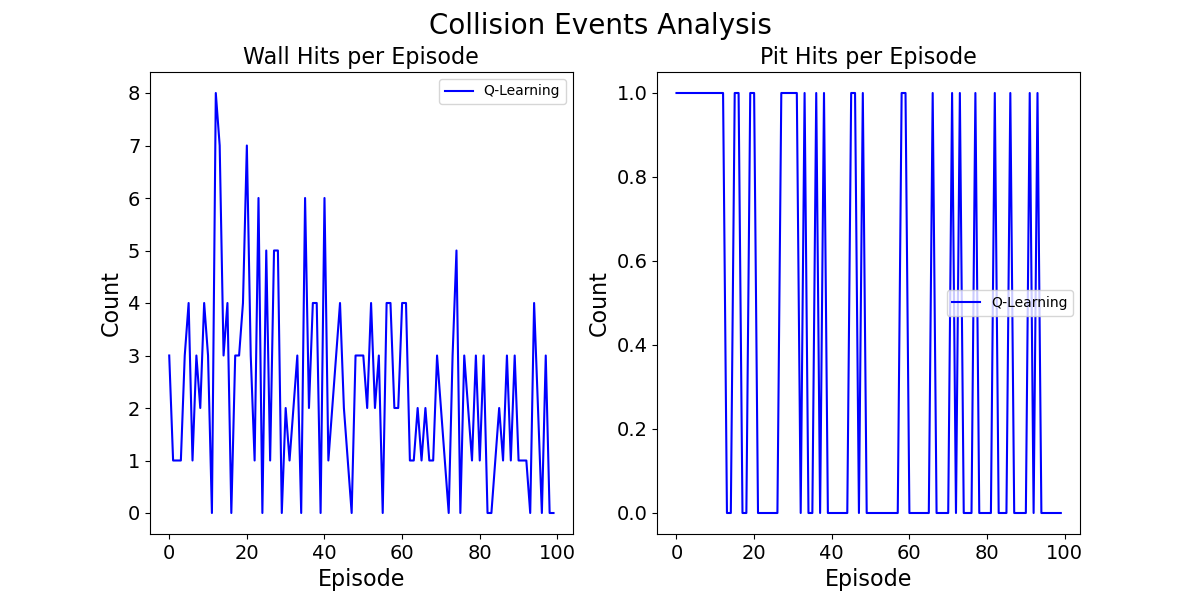 Collision Events Analysis
Wall Hits per Episode
Q-Learning
8
7
6
5
4
3
2
1
0
Count
0 20 40 60 80 100
Episode
Pit Hits per Episode
Q-Learning
1.0
0.8
0.6
0.4
0.2
0.0
Count
0 20 40 60 80 100
Episode